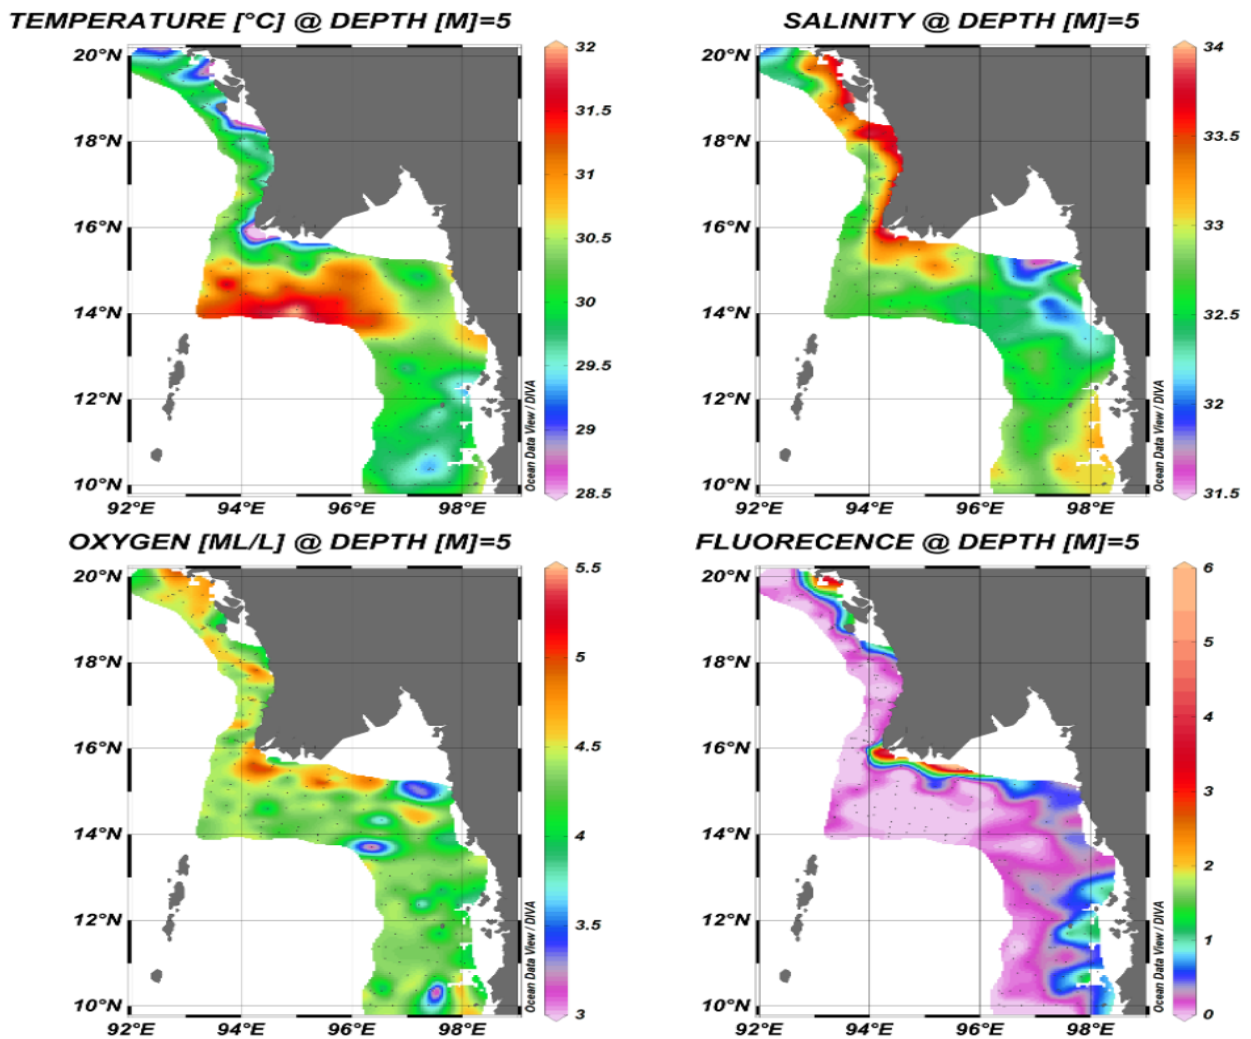 TEMPERATURE [°C] @ DEPTH [M]=5
20°N
18°N
16°N
14°N
12°N
10°N
92°E
94°E
96°E
98°E
32
31.5
31
30.5
30
29.5
29
28.5
Ocean Data View / DIVA
SALINITY @ DEPTH [M]=5
20°N
18°N
16°N
14°N
12°N
10°N
92°E
94°E
96°E
98°E
34
33.5
33
32.5
32
31.5
Ocean Data View / DIVA
OXYGEN [ML/L] @ DEPTH [M]=5
20°N
18°N
16°N
14°N
12°N
10°N
92°E
94°E
96°E
98°E
5.5
5
4.5
4
3.5
3
Ocean Data View / DIVA
FLUORECENCE @ DEPTH [M]=5
20°N
18°N
16°N
14°N
12°N
10°N
92°E
94°E
96°E
98°E
6
5
4
3
2
1
0
Ocean Data View / DIVA